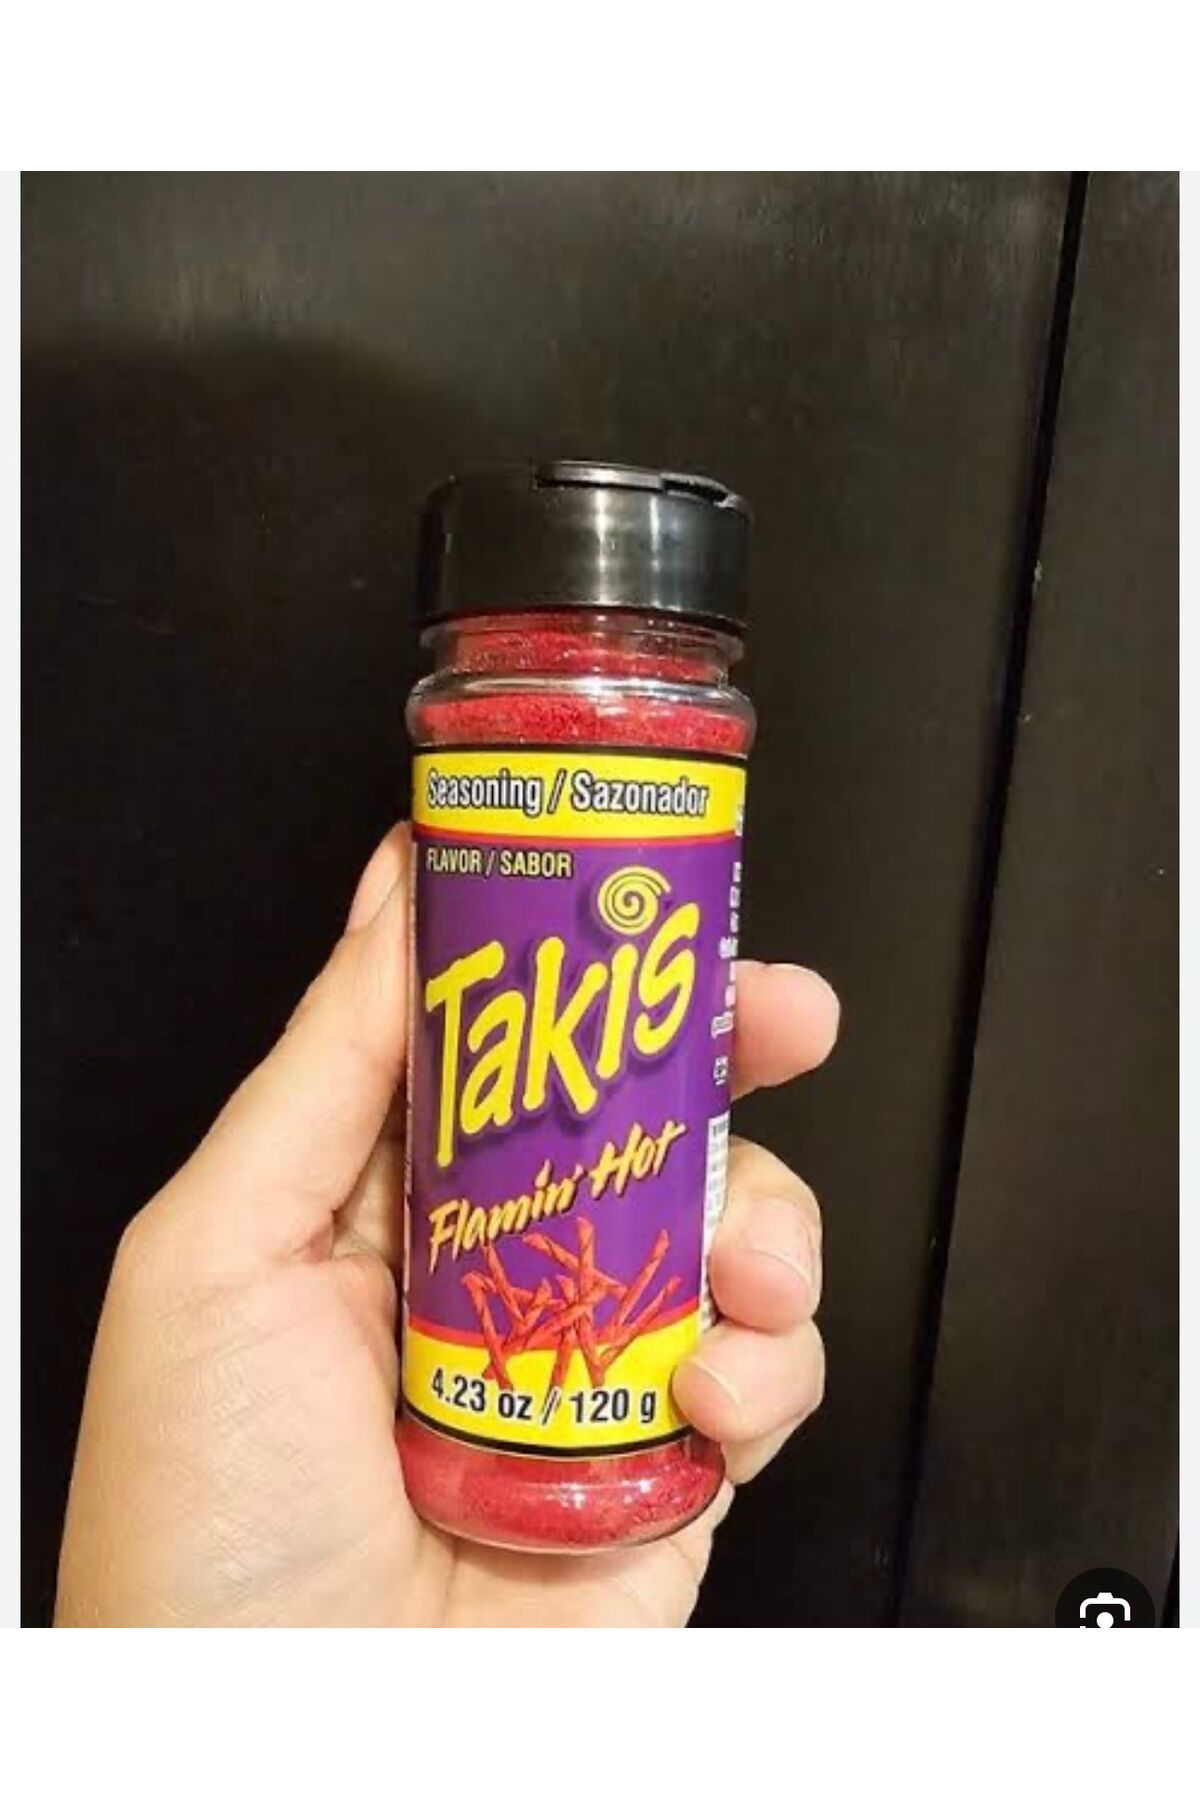 Seasoning / Sazonador
FLAVOR / SABOR
Takis
Flamin' Hot
4.23 oz / 120 g